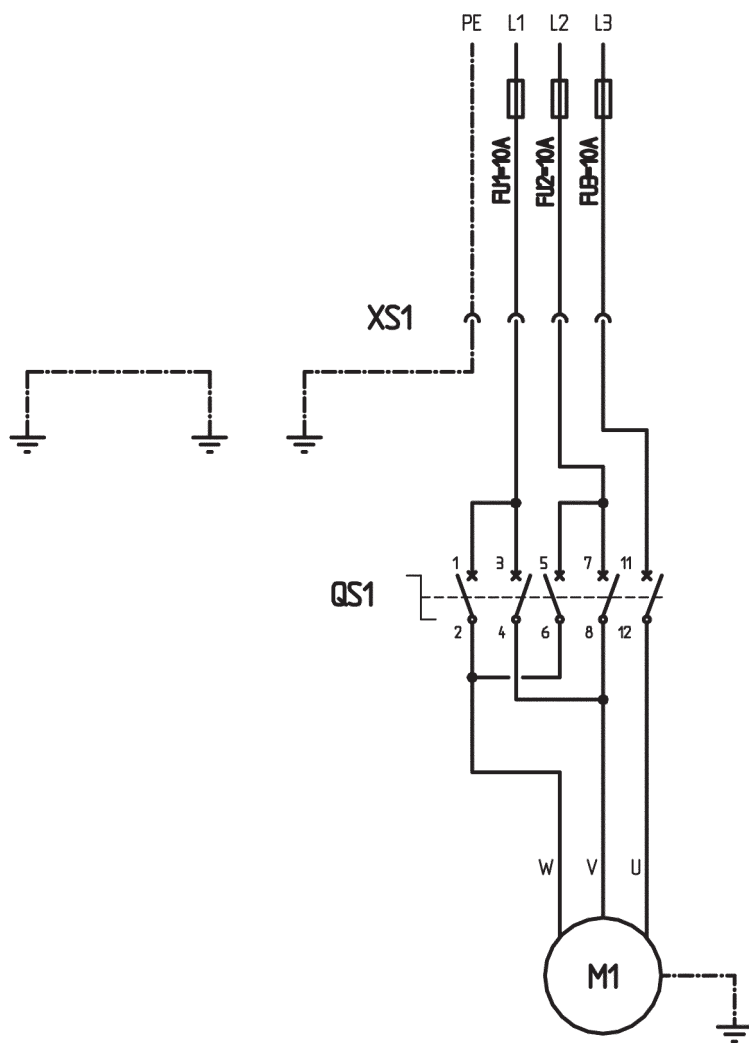 PE L1 L2 L3
FU1=10A FU2=10A FU3=10A
XS1
1 3 5 7 11
QS1
2 4 6 8 12
W V U
M1